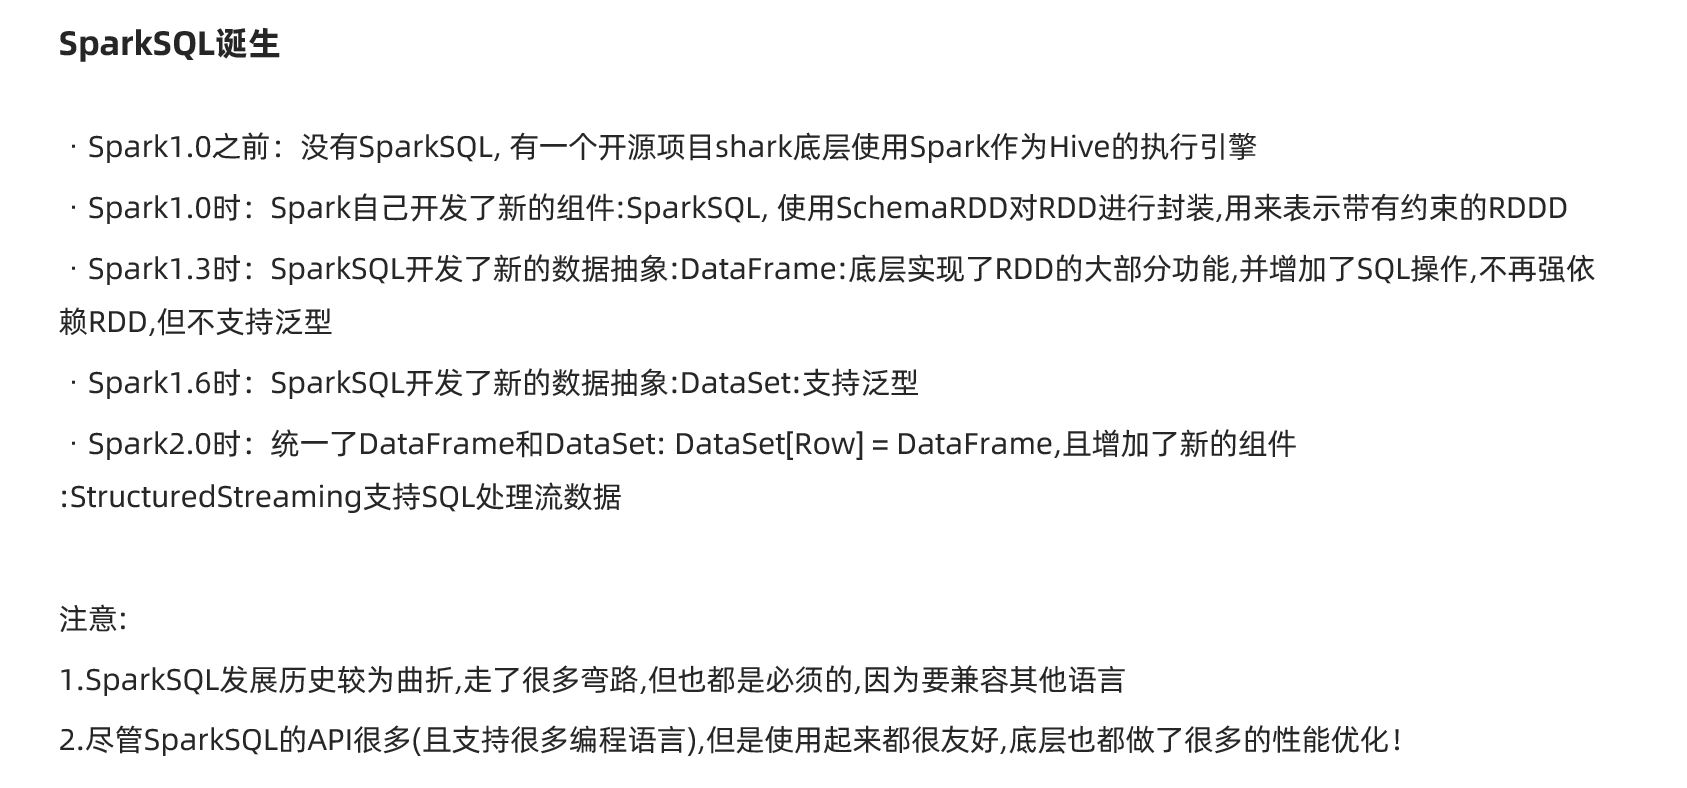 SparkSQL诞生
· Spark1.0之前：没有SparkSQL, 有一个开源项目shark底层使用Spark作为Hive的执行引擎
· Spark1.0时：Spark自己开发了新的组件:SparkSQL, 使用SchemaRDD对RDD进行封装,用来表示带有约束的RDDD
· Spark1.3时：SparkSQL开发了新的数据抽象:DataFrame:底层实现了RDD的大部分功能,并增加了SQL操作,不再强依
赖RDD,但不支持泛型
· Spark1.6时：SparkSQL开发了新的数据抽象:DataSet:支持泛型
· Spark2.0时：统一了DataFrame和DataSet: DataSet[Row] = DataFrame,且增加了新的组件
:StructuredStreaming支持SQL处理流数据
注意:
1.SparkSQL发展历史较为曲折,走了很多弯路,但也都是必须的,因为要兼容其他语言
2.尽管SparkSQL的API很多(且支持很多编程语言),但是使用起来都很友好,底层也都做了很多的性能优化！